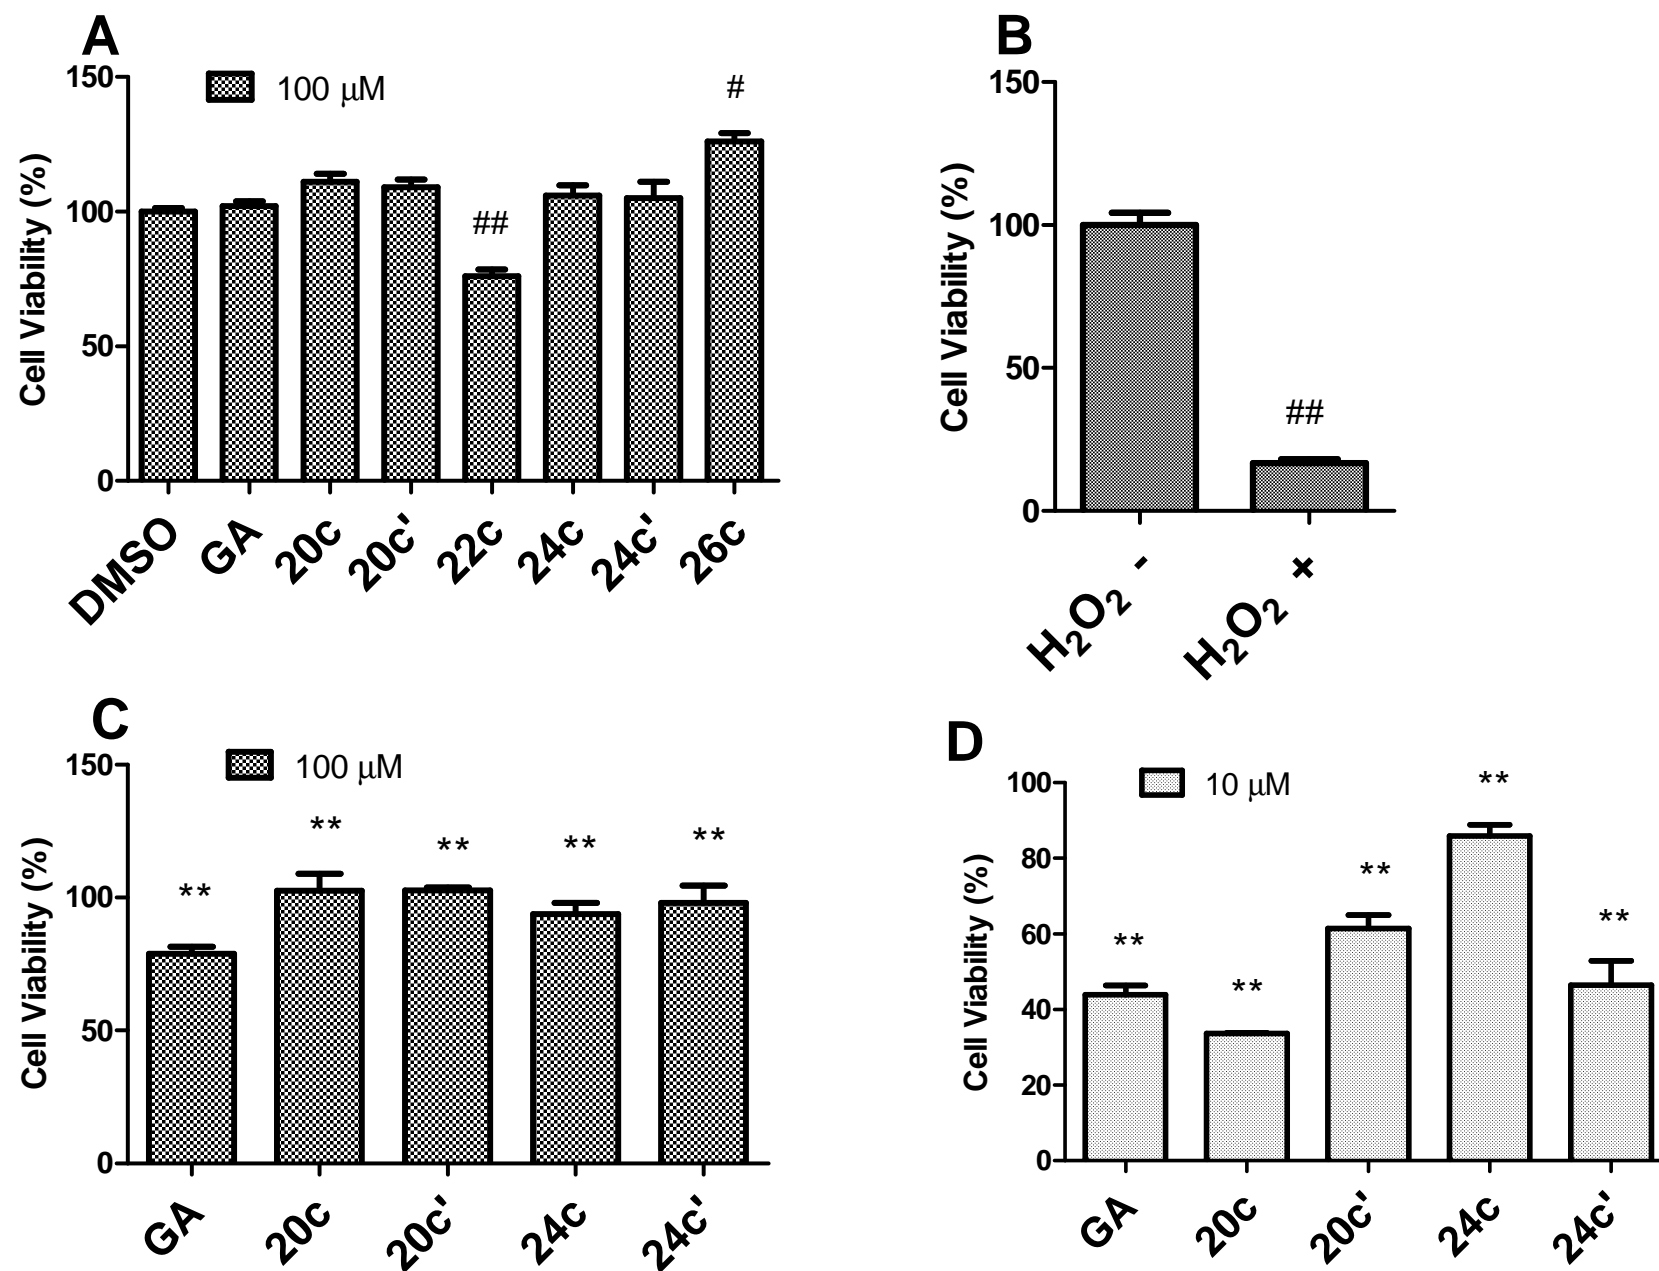 A
100 μM
#
##
Cell Viability (%)
150
100
50
0
DMSO
GA
20c
20c'
22c
24c
24c'
26c
B
##
Cell Viability (%)
150
100
50
0
H₂O₂ -
H₂O₂ +
C
100 μM
**
**
**
**
**
Cell Viability (%)
150
100
50
0
GA
20c
20c'
24c
24c'
D
10 μM
**
**
**
**
**
Cell Viability (%)
100
80
60
40
20
0
GA
20c
20c'
24c
24c'